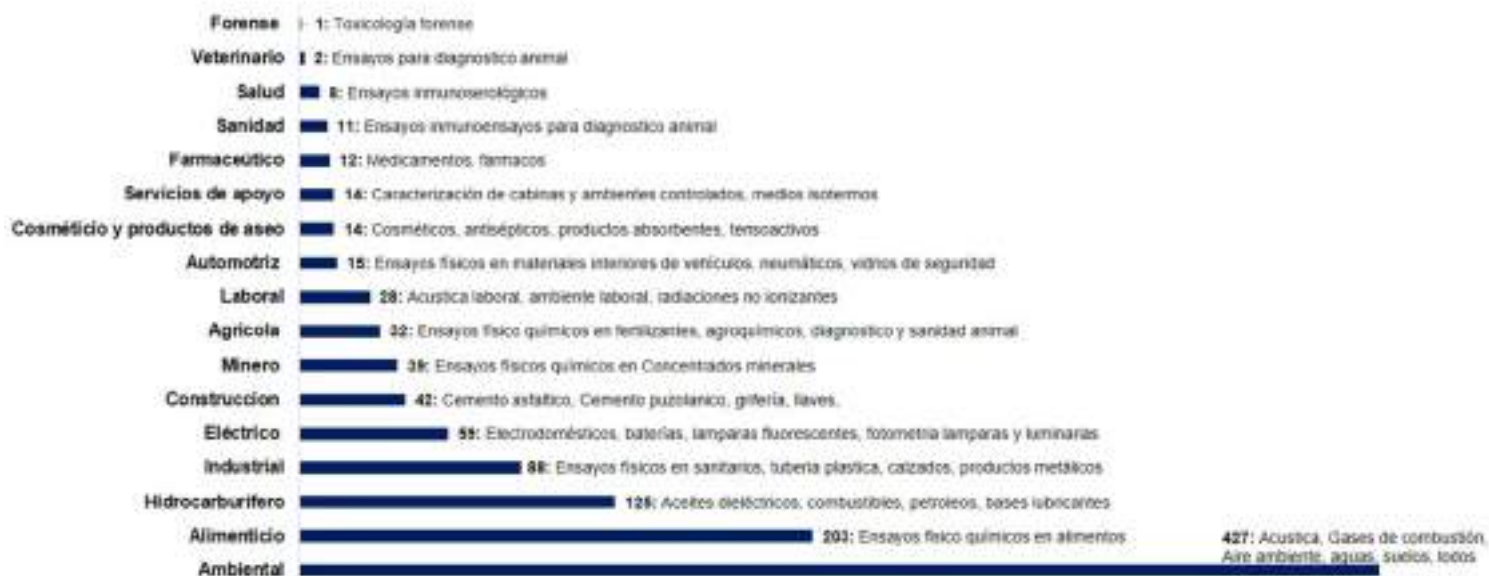 Forense 1: Toxicología forense
Veterinario 2: Ensayos para diagnostico animal
Salud 8: Ensayos inmunoserológicos
Sanidad 11: Ensayos inmunoensayos para diagnostico animal
Farmaceútico 12: Medicamentos, farmacos
Servicios de apoyo 14: Caracterización de cabinas y ambientes controlados, medios isotermos
Cosméticio y productos de aseo 14: Cosméticos, antisépticos, productos absorbentes, tensoactivos
Automotriz 15: Ensayos físicos en materiales interiores de vehículos, neumáticos, vidrios de seguridad
Laboral 28: Acustica laboral, ambiente laboral, radiaciones no ionizantes
Agricola 32: Ensayos físico químicos en fertilizantes, agroquímicos, diagnostico y sanidad animal
Minero 39: Ensayos físicos químicos en Concentrados minerales
Construccion 42: Cemento asfaltico, Cemento puzolanico, grifería, llaves,
Eléctrico 59: Electrodomésticos, baterías, lamparas fluorescentes, fotometria lamparas y luminarias
Industrial 88: Ensayos físicos en sanitarios, tuberia plastica, calzados, productos metálicos
Hidrocarburífero 125: Aceites dieléctricos, combustibles, petroleos, bases lubricantes
Alimenticio 203: Ensayos físico químicos en alimentos
427: Acustica, Gases de combustión,
Aire ambiente, aguas, suelos, lodos
Ambiental